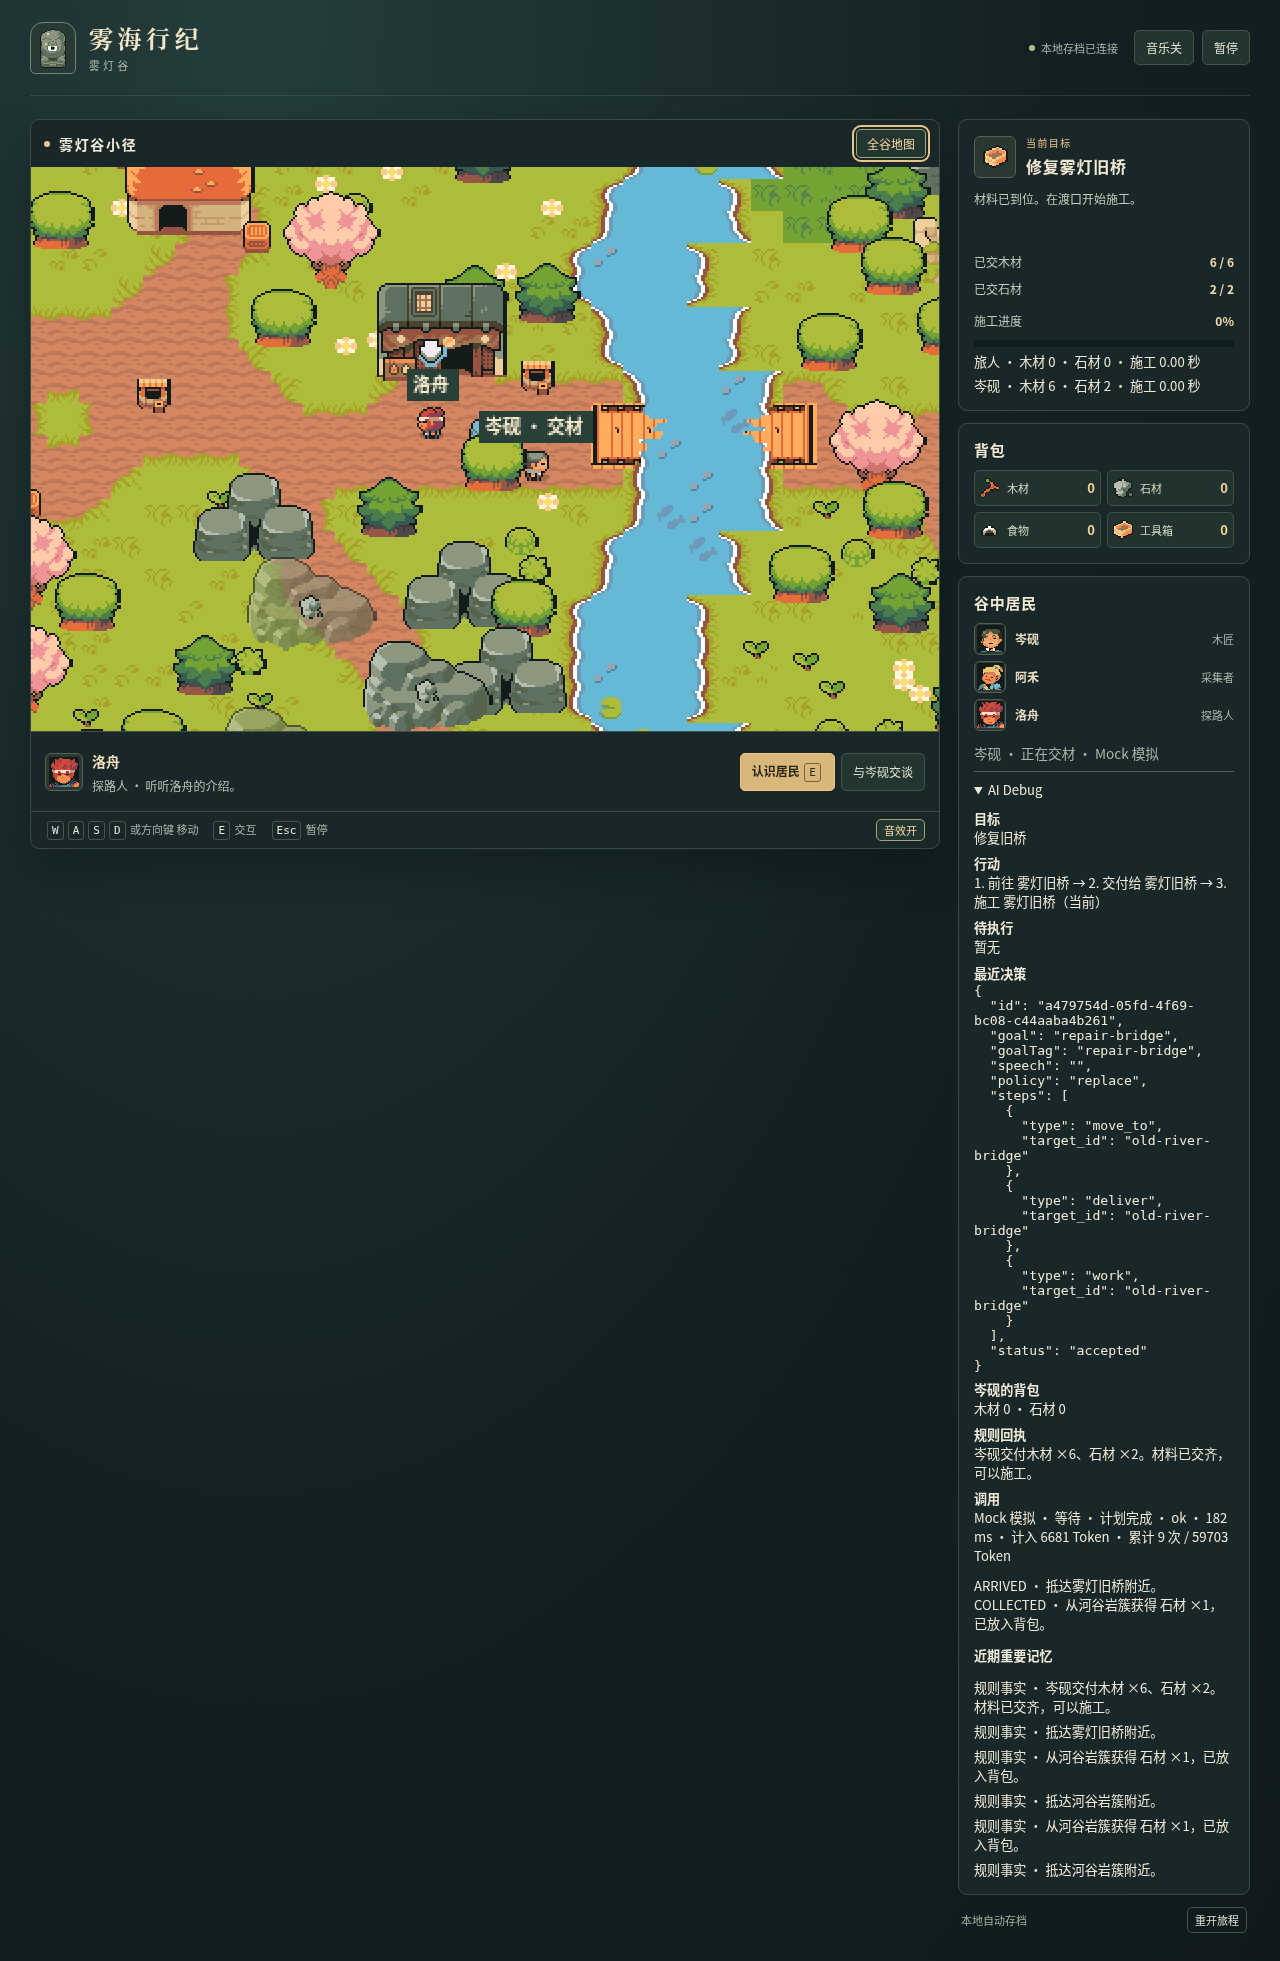 雾海行纪
雾灯谷
本地存档已连接
音乐关
暂停
雾灯谷小径
全谷地图
洛舟
岑砚 · 交材
洛舟
探路人 · 听听洛舟的介绍。
认识居民 E
与岑砚交谈
W A S D 或方向键 移动 E 交互 Esc 暂停
音效开
当前目标
修复雾灯旧桥
材料已到位。在渡口开始施工。
已交木材 6 / 6
已交石材 2 / 2
施工进度 0%
旅人 · 木材 0 · 石材 0 · 施工 0.00 秒
岑砚 · 木材 6 · 石材 2 · 施工 0.00 秒
背包
木材 0 石材 0
食物 0 工具箱 0
谷中居民
岑砚 木匠
阿禾 采集者
洛舟 探路人
岑砚 · 正在交材 · Mock 模拟
▼ AI Debug
目标
修复旧桥
行动
1. 前往 雾灯旧桥 → 2. 交付给 雾灯旧桥 → 3.
施工 雾灯旧桥（当前）
待执行
暂无
最近决策
{
  "id": "a479754d-05fd-4f69-
bc08-c44aaba4b261",
  "goal": "repair-bridge",
  "goalTag": "repair-bridge",
  "speech": "",
  "policy": "replace",
  "steps": [
    {
      "type": "move_to",
      "target_id": "old-river-
bridge"
    },
    {
      "type": "deliver",
      "target_id": "old-river-
bridge"
    },
    {
      "type": "work",
      "target_id": "old-river-
bridge"
    }
  ],
  "status": "accepted"
}
岑砚的背包
木材 0 · 石材 0
规则回执
岑砚交付木材 ×6、石材 ×2。材料已交齐，
可以施工。
调用
Mock 模拟 · 等待 · 计划完成 · ok · 182
ms · 计入 6681 Token · 累计 9 次 / 59703
Token
ARRIVED · 抵达雾灯旧桥附近。
COLLECTED · 从河谷岩簇获得 石材 ×1，
已放入背包。
近期重要记忆
规则事实 · 岑砚交付木材 ×6、石材 ×2。
材料已交齐，可以施工。
规则事实 · 抵达雾灯旧桥附近。
规则事实 · 从河谷岩簇获得 石材 ×1，已放
入背包。
规则事实 · 抵达河谷岩簇附近。
规则事实 · 从河谷岩簇获得 石材 ×1，已放
入背包。
规则事实 · 抵达河谷岩簇附近。
本地自动存档
重开旅程